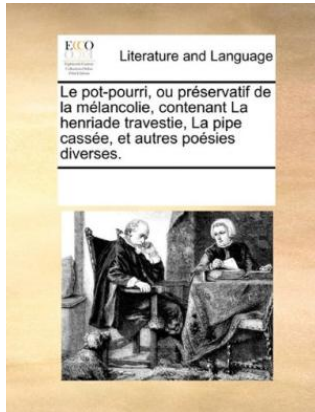 ECCO
Literature and Language
Le pot-pourri, ou préservatif de
la mélancolie, contenant La
henriade travestie, La pipe
cassée, et autres poésies
diverses.